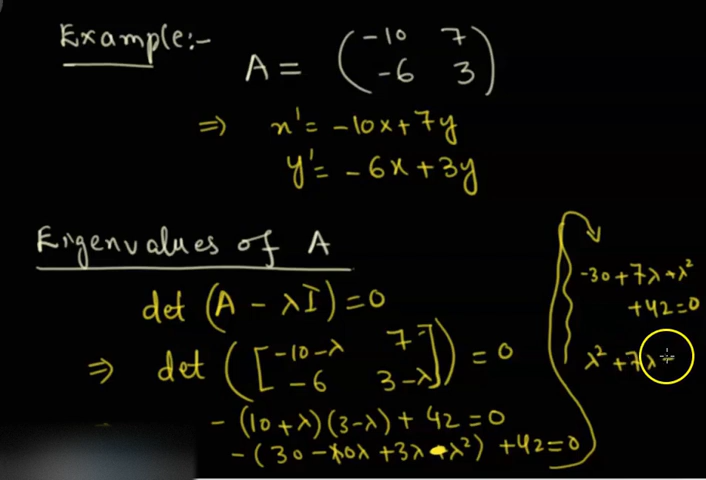 Example:-
A = (-10 7
-6 3)
⇒ x' = -10x + 7y
y' = -6x + 3y
Eigenvalues of A
det (A - λI) = 0
⇒ det ([-10-λ 7
-6 3-λ]) = 0
-(10+λ)(3-λ) + 42 = 0
-(30 - 10λ + 3λ - λ²) + 42 = 0
-30 + 7λ + λ²
+42 = 0
λ² + 7λ +